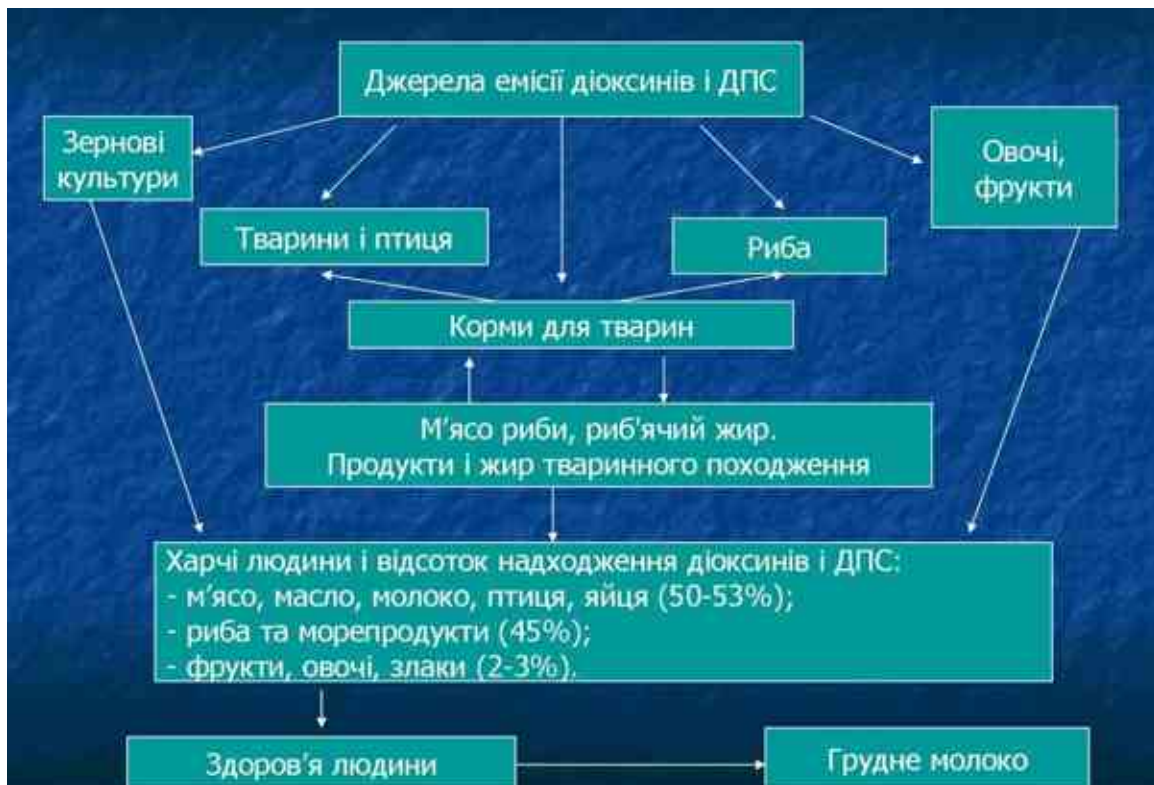 Джерела емісії діоксинів і ДПС
Зернові
культури
Овочі,
фрукти
Тварини і птиця
Риба
Корми для тварин
М'ясо риби, риб'ячий жир.
Продукти і жир тваринного походження
Харчі людини і відсоток надходження діоксинів і ДПС:
- м'ясо, масло, молоко, птиця, яйця (50-53%);
- риба та морепродукти (45%);
- фрукти, овочі, злаки (2-3%).
Здоров'я людини
Грудне молоко